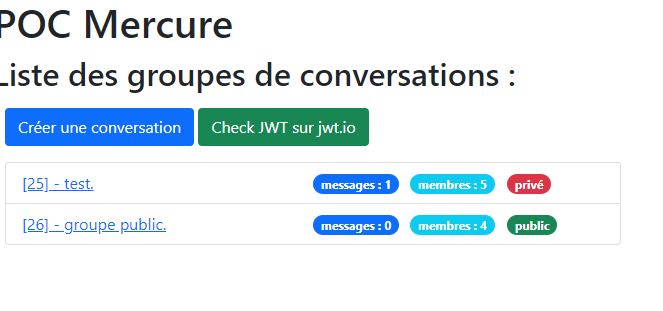 POC Mercure
Liste des groupes de conversations :
Créer une conversation Check JWT sur jwt.io
[25] - test. messages : 1 membres : 5 privé
[26] - groupe public. messages : 0 membres : 4 public